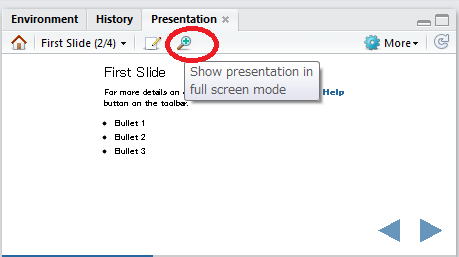 Environment History Presentation
First Slide (2/4) More
First Slide
Show presentation in
full screen mode
For more details on Help
button on the toolbar.
Bullet 1
Bullet 2
Bullet 3